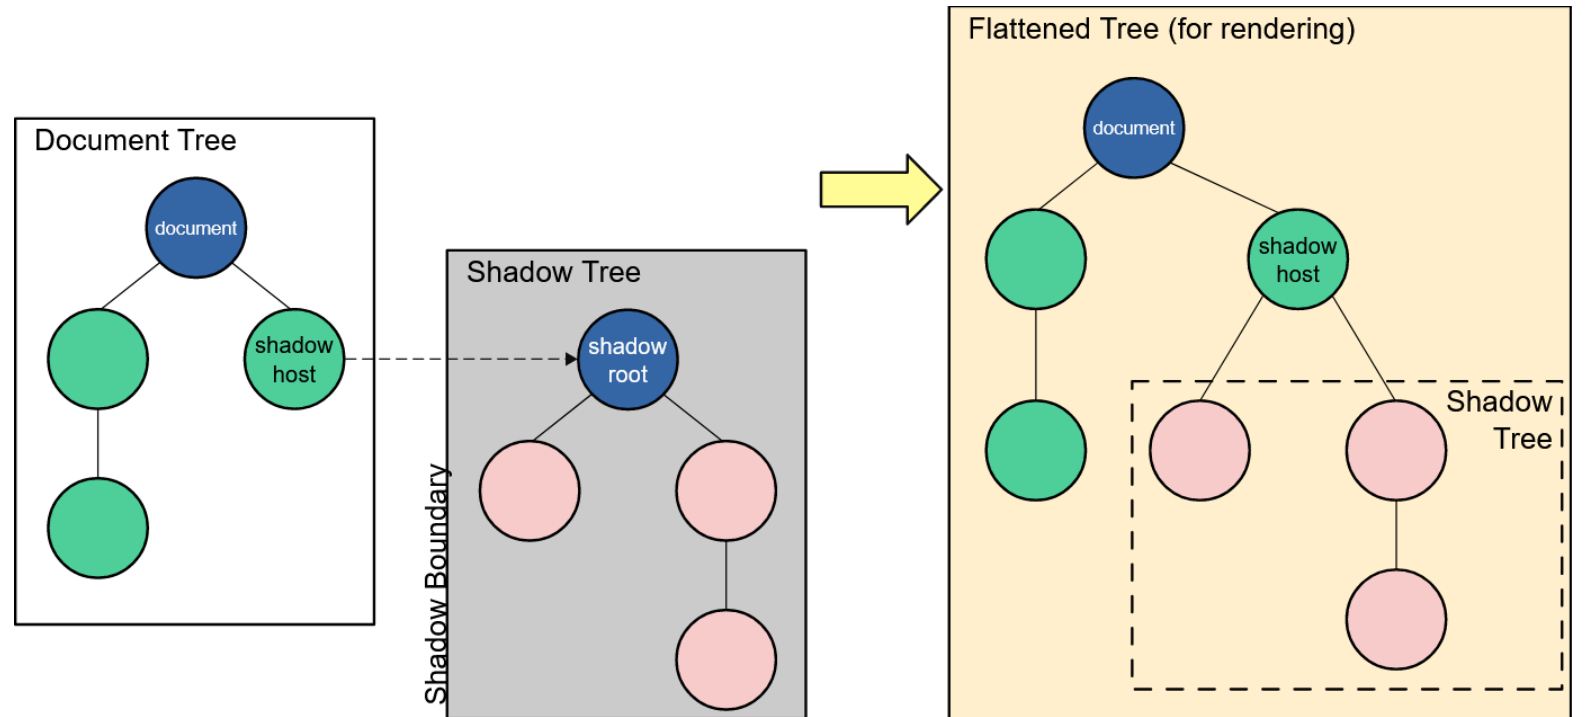 Document Tree
document
shadow
host
Shadow Tree
shadow
root
Shadow Boundary
Flattened Tree (for rendering)
document
shadow
host
Shadow
Tree